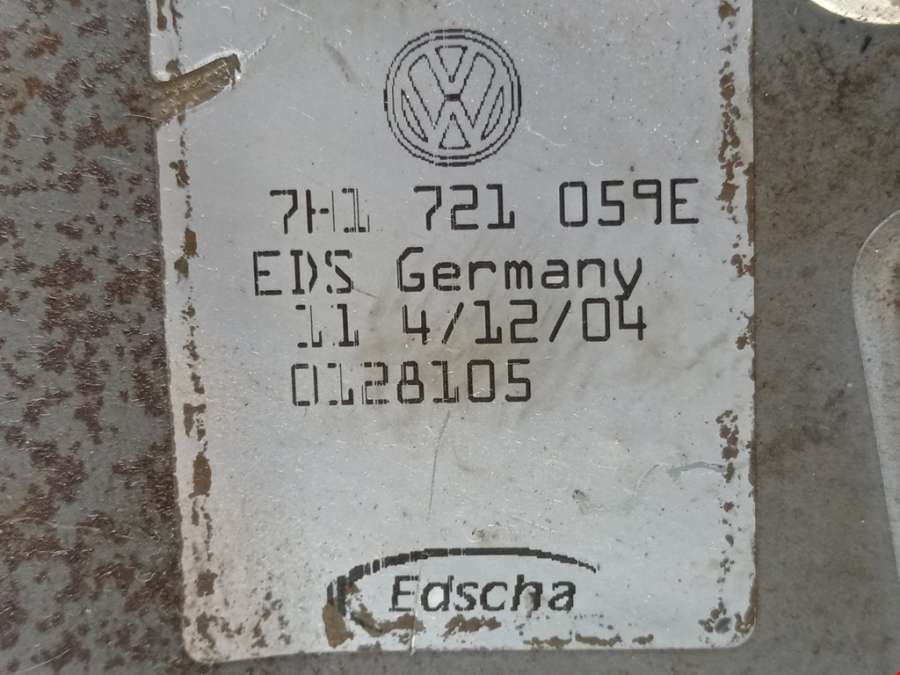 7H1 721 059E
EDS Germany
11 4/12/04
0128105
Edscha